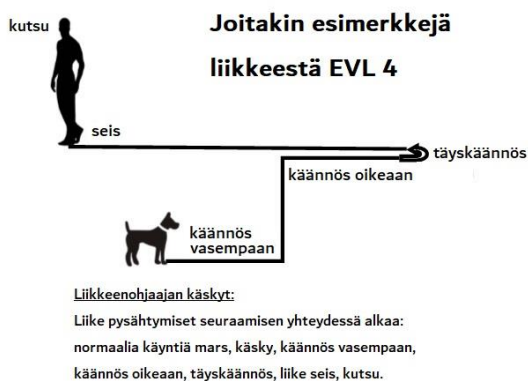 kutsu
Joitakin esimerkkejä
liikkeestä EVL 4
seis
täyskäännös
käännös oikeaan
käännös
vasempaan
Liikkeenohjaajan käskyt:
Liike pysähtymiset seuraamisen yhteydessä alkaa:
normaalia käyntiä mars, käsky, käännös vasempaan,
käännös oikeaan, täyskäännös, liike seis, kutsu.